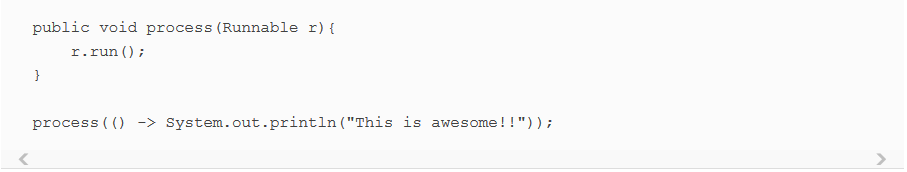 public void process(Runnable r){
    r.run();
}

process(() -> System.out.println("This is awesome!!"));